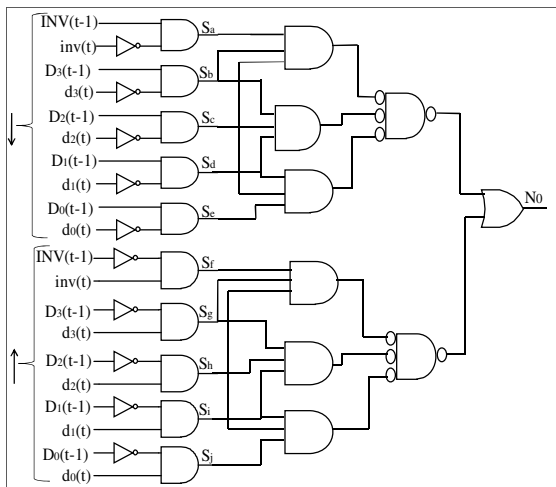 INV(t-1)
inv(t)
Sa
D3(t-1)
d3(t)
Sb
D2(t-1)
d2(t)
Sc
D1(t-1)
d1(t)
Sd
D0(t-1)
d0(t)
Se
N0
INV(t-1)
inv(t)
Sf
D3(t-1)
d3(t)
Sg
D2(t-1)
d2(t)
Sh
D1(t-1)
d1(t)
Si
D0(t-1)
d0(t)
Sj